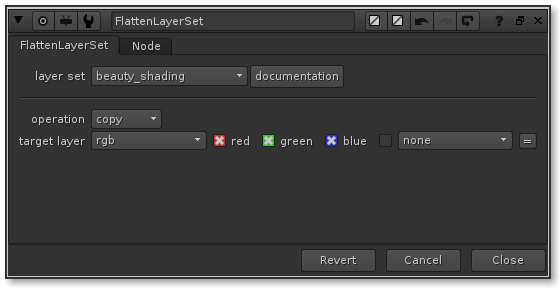 FlattenLayerSet
? 
FlattenLayerSet Node
layer set beauty_shading documentation
operation copy
target layer rgb red green blue none =
Revert Cancel Close